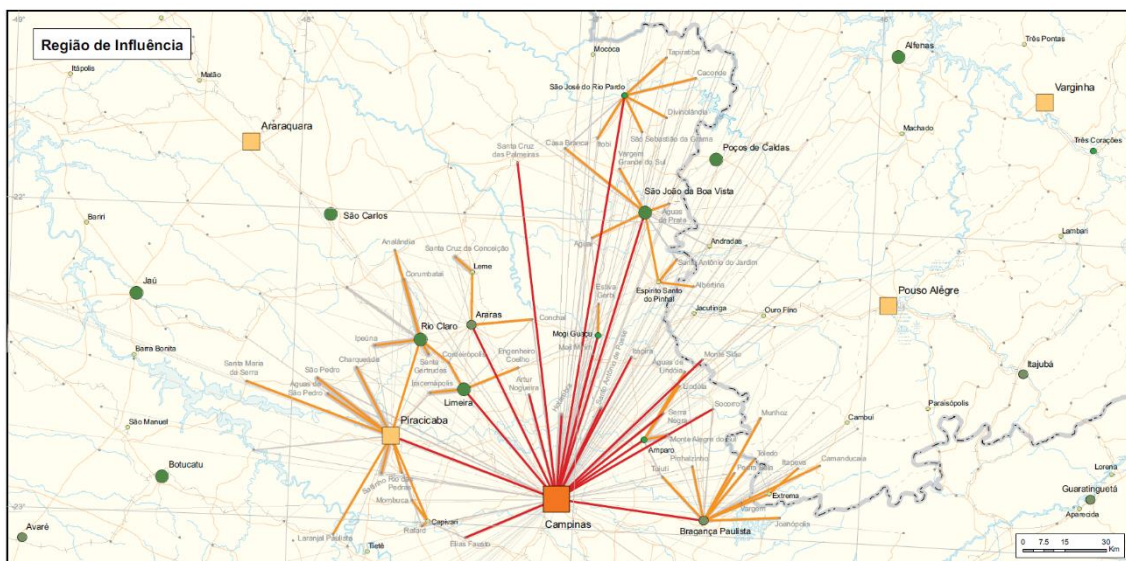 -49
-48
-46
Região de Influência
Mococa
Tapiratiba
Alfenas
Três Pontas
Itápolis
Matão
Caconde
São José do Rio Pardo
Varginha
Divinolândia
Araraquara
Itobi
São Sebastião da Grama
Machado
Casa Branca
Santa Cruz
das Palmeiras
Vargem
Grande do Sul
Poços de Caldas
Três Corações
-22
São João da Boa Vista
São Carlos
Águas
da Prata
Bariri
Lambari
Analândia
Aguaí
Andradas
Santa Cruz da Conceição
Santo Antônio do Jardim
Leme
Corumbataí
Jaú
Espírito Santo
do Pinhal
Albertina
Estiva
Gerbi
Pouso Alegre
Jacutinga
Ouro Fino
Araras
Conchal
Rio Claro
Mogi Guaçu
Mogi Mirim
Ipeúna
Barra Bonita
Charqueada
Cordeirópolis
Santa
Gertrudes
Engenheiro
Coelho
Itapira
Santo Antônio de Posse
Águas de
Lindóia
Monte Sião
Santa Maria
da Serra
São Pedro
Itajubá
Águas de
São Pedro
Iracemápolis
Limeira
Artur
Nogueira
Holambra
Lindóia
Serra
Negra
Socorro
Paraisópolis
Munhoz
Cambuí
São Manuel
Piracicaba
Monte Alegre do Sul
Amparo
Pinhalzinho
Toledo
Itapeva
Camanducaia
Botucatu
Saltinho
Rio das
Pedras
Tuiuti
Pedra Bela
Lorena
Extrema
Guaratinguetá
Mombuca
Vargem
Aparecida
-23
Capivari
Rafard
Campinas
Bragança Paulista
Joanópolis
Avaré
Laranjal Paulista
Elias Fausto
Tietê
0 7.5 15 30
Km